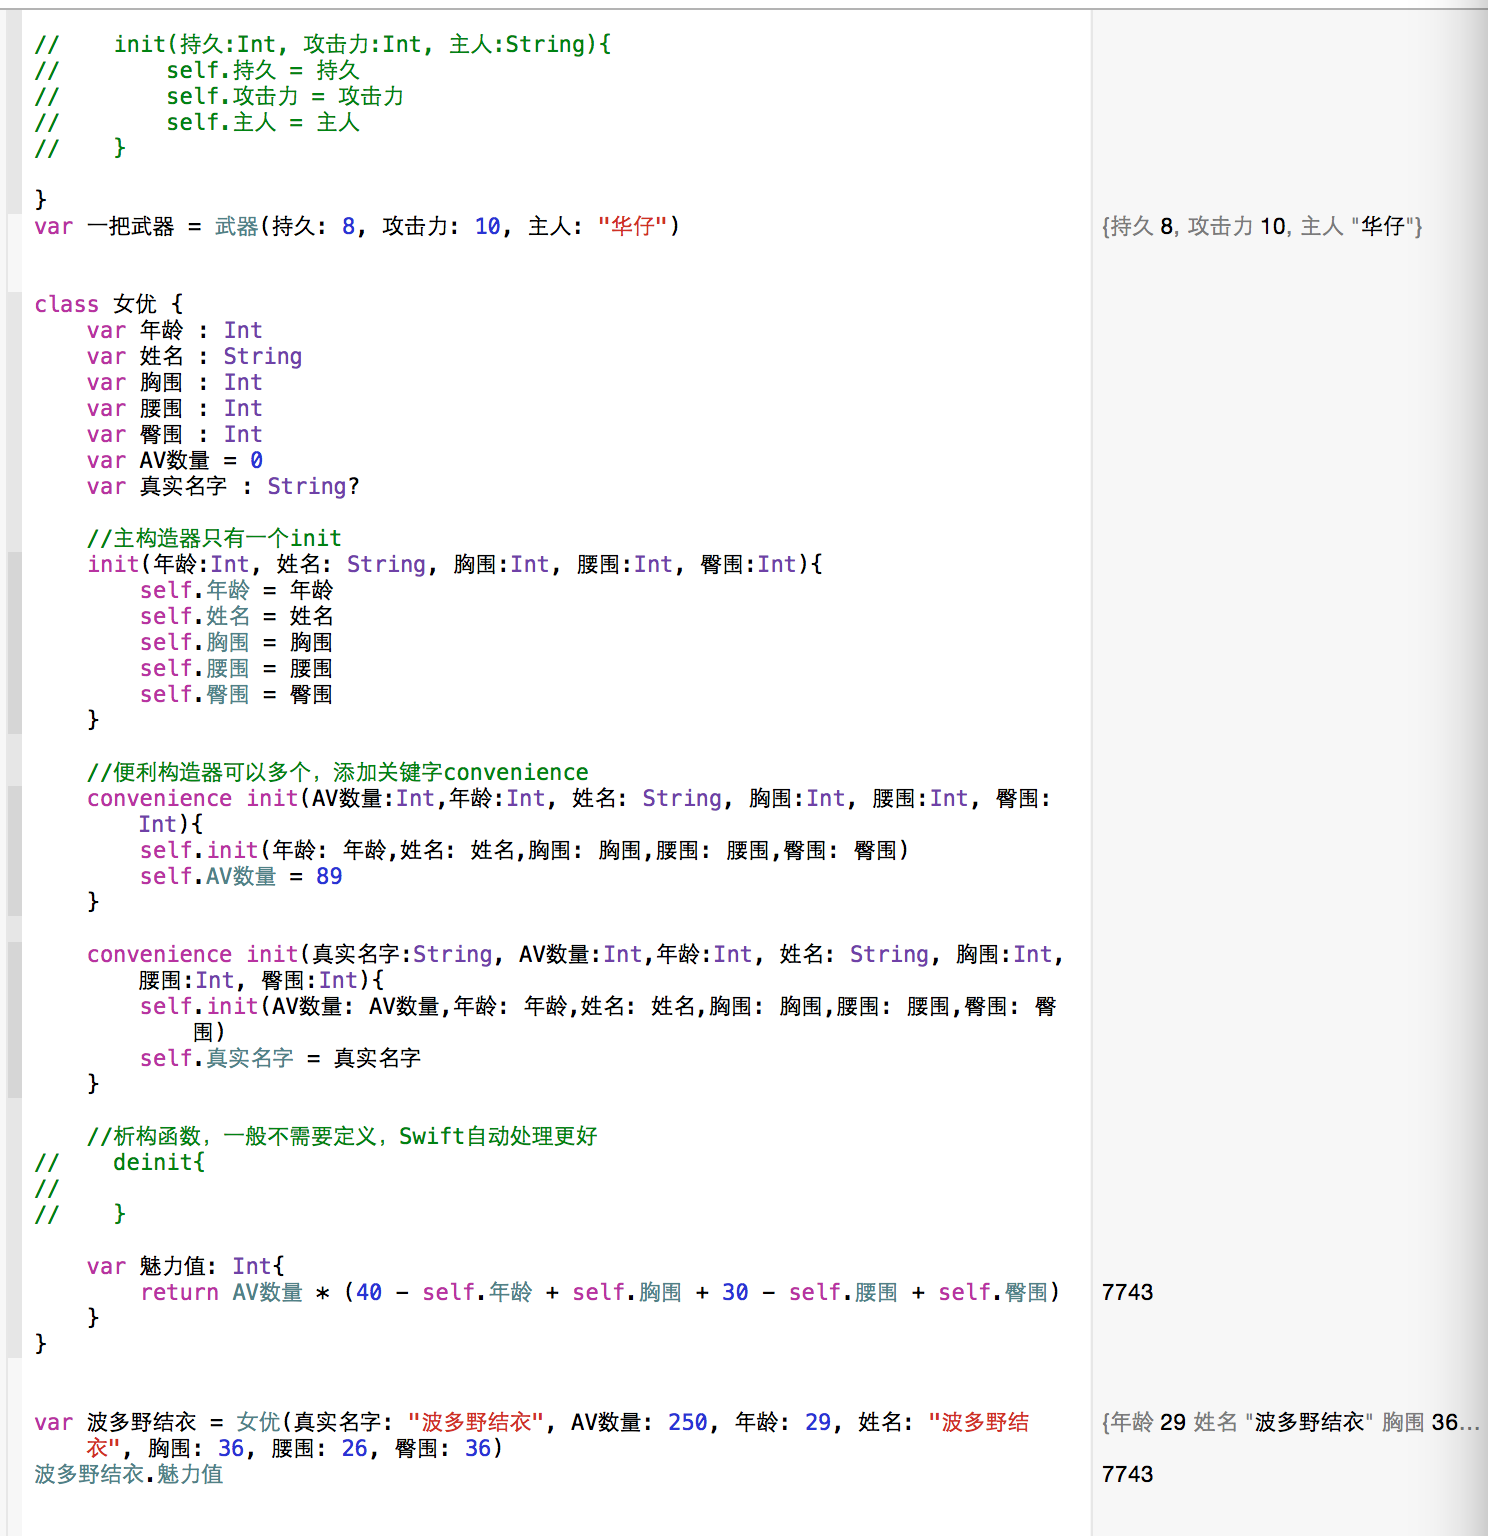 //    init(持久:Int, 攻击力:Int, 主人:String){
//        self.持久 = 持久
//        self.攻击力 = 攻击力
//        self.主人 = 主人
//    }
}
var 一把武器 = 武器(持久: 8, 攻击力: 10, 主人: "华仔")
{持久 8, 攻击力 10, 主人 "华仔"}
class 女优 {
    var 年龄 : Int
    var 姓名 : String
    var 胸围 : Int
    var 腰围 : Int
    var 臀围 : Int
    var AV数量 = 0
    var 真实名字 : String?
    //主构造器只有一个init
    init(年龄:Int, 姓名: String, 胸围:Int, 腰围:Int, 臀围:Int){
        self.年龄 = 年龄
        self.姓名 = 姓名
        self.胸围 = 胸围
        self.腰围 = 腰围
        self.臀围 = 臀围
    }
    //便利构造器可以多个，添加关键字convenience
    convenience init(AV数量:Int,年龄:Int, 姓名: String, 胸围:Int, 腰围:Int, 臀围:
        Int){
        self.init(年龄: 年龄,姓名: 姓名,胸围: 胸围,腰围: 腰围,臀围: 臀围)
        self.AV数量 = 89
    }
    convenience init(真实名字:String, AV数量:Int,年龄:Int, 姓名: String, 胸围:Int,
        腰围:Int, 臀围:Int){
        self.init(AV数量: AV数量,年龄: 年龄,姓名: 姓名,胸围: 胸围,腰围: 腰围,臀围: 臀
            围)
        self.真实名字 = 真实名字
    }
    //析构函数，一般不需要定义，Swift自动处理更好
//    deinit{
//
//    }
    var 魅力值: Int{
        return AV数量 * (40 - self.年龄 + self.胸围 + 30 - self.腰围 + self.臀围)
7743
    }
}
var 波多野结衣 = 女优(真实名字: "波多野结衣", AV数量: 250, 年龄: 29, 姓名: "波多野结
    衣", 胸围: 36, 腰围: 26, 臀围: 36)
{年龄 29 姓名 "波多野结衣" 胸围 36...
波多野结衣.魅力值
7743